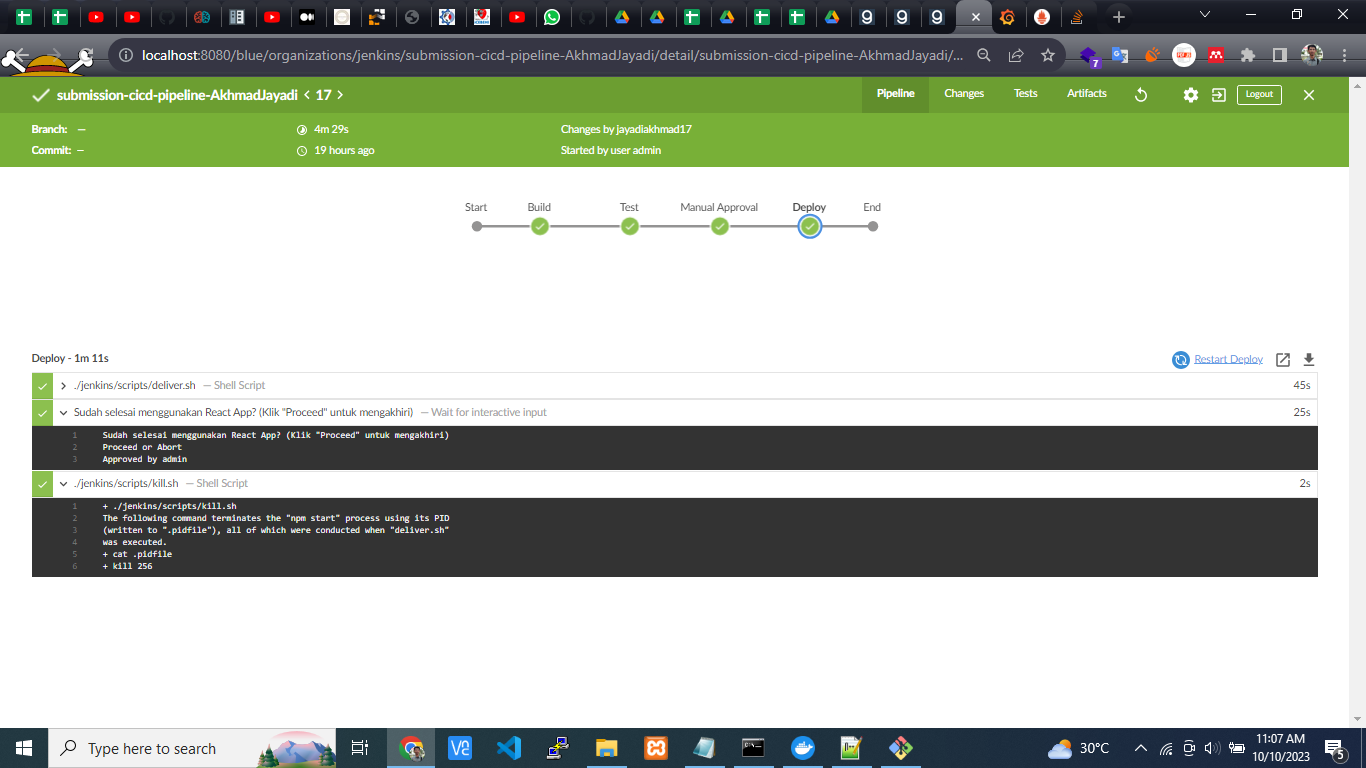 localhost:8080/blue/organizations/jenkins/submission-cicd-pipeline-AkhmadJayadi/detail/submission-cicd-pipeline-AkhmadJayadi/...
7
submission-cicd-pipeline-AkhmadJayadi < 17 >
Pipeline Changes Tests Artifacts Logout
Branch: — 4m 29s Changes by jayadiakhmad17
Commit: — 19 hours ago Started by user admin
Start Build Test Manual Approval Deploy End
Deploy - 1m 11s Restart Deploy
./jenkins/scripts/deliver.sh — Shell Script 45s
Sudah selesai menggunakan React App? (Klik "Proceed" untuk mengakhiri) — Wait for interactive input 25s
1 Sudah selesai menggunakan React App? (Klik "Proceed" untuk mengakhiri)
2 Proceed or Abort
3 Approved by admin
./jenkins/scripts/kill.sh — Shell Script 2s
1 + ./jenkins/scripts/kill.sh
2 The following command terminates the "npm start" process using its PID
3 (written to ".pidfile"), all of which were conducted when "deliver.sh"
4 was executed.
5 + cat .pidfile
6 + kill 256
Type here to search
30°C
11:07 AM
10/10/2023
5